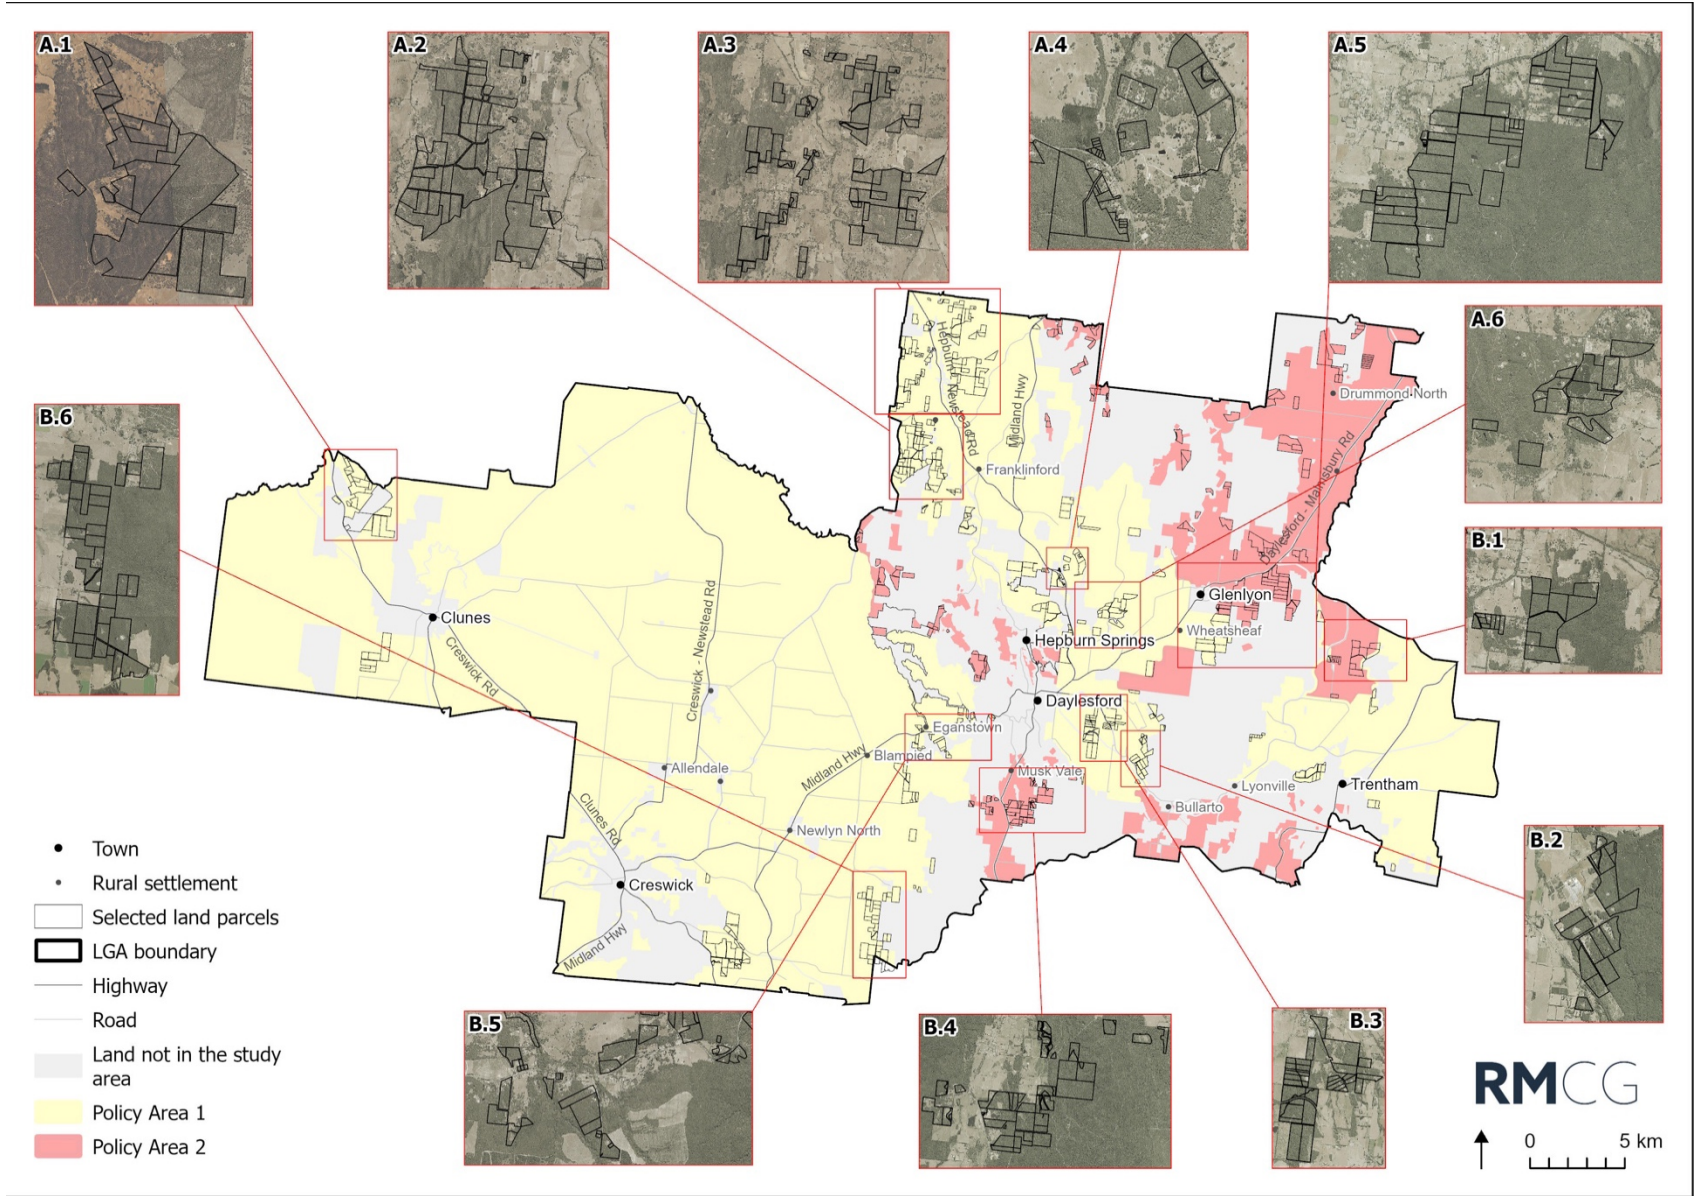 A.1
A.2
A.3
A.4
A.5
A.6
B.6
B.1
Hepburn - Newstead Rd
Midland Hwy
Drummond North
Franklinford
Daylesford - Malmsbury Rd
Clunes
Creswick - Newstead Rd
Creswick Rd
Glenlyon
Wheatsheaf
Hepburn Springs
Daylesford
Eganstown
Blampied
Midland Hwy
Musk Vale
Allendale
Trentham
Lyonville
Bullarto
Clunes Rd
Newlyn North
Creswick
Midland Hwy
B.2
B.5
B.4
B.3
Town
Rural settlement
Selected land parcels
LGA boundary
Highway
Road
Land not in the study
area
Policy Area 1
Policy Area 2
RMCG
0 5 km